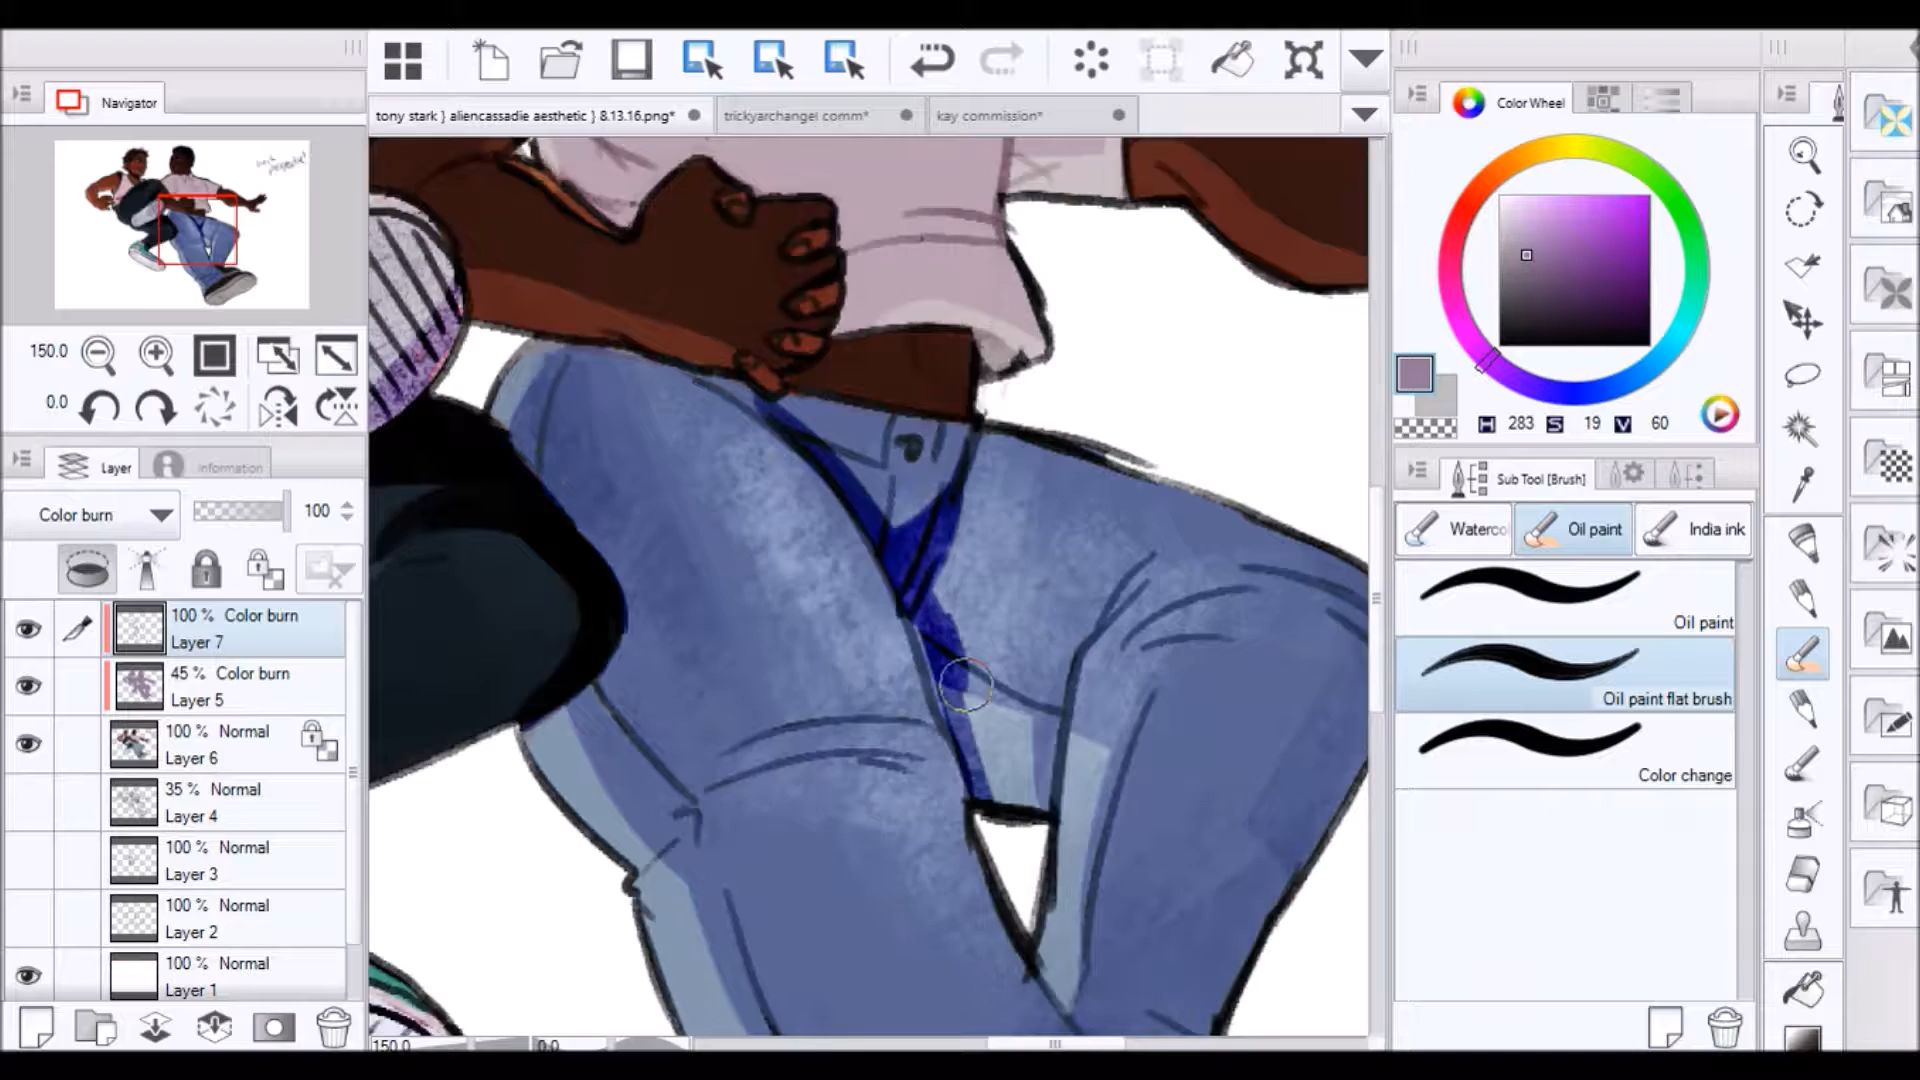 Navigator
150.0
0.0
Layer
Information
Color burn
100
100 % Color burn
Layer 7
45 % Color burn
Layer 5
100 % Normal
Layer 6
35 % Normal
Layer 4
100 % Normal
Layer 3
100 % Normal
Layer 2
100 % Normal
Layer 1
tony stark } aliencassadie aesthetic } 8.13.16.png*
trickyarchangel comm*
kay commission*
150.0
0.0
Color Wheel
H 283 S 19 V 60
Sub Tool [Brush]
Waterco
Oil paint
India ink
Oil paint
Oil paint flat brush
Color change